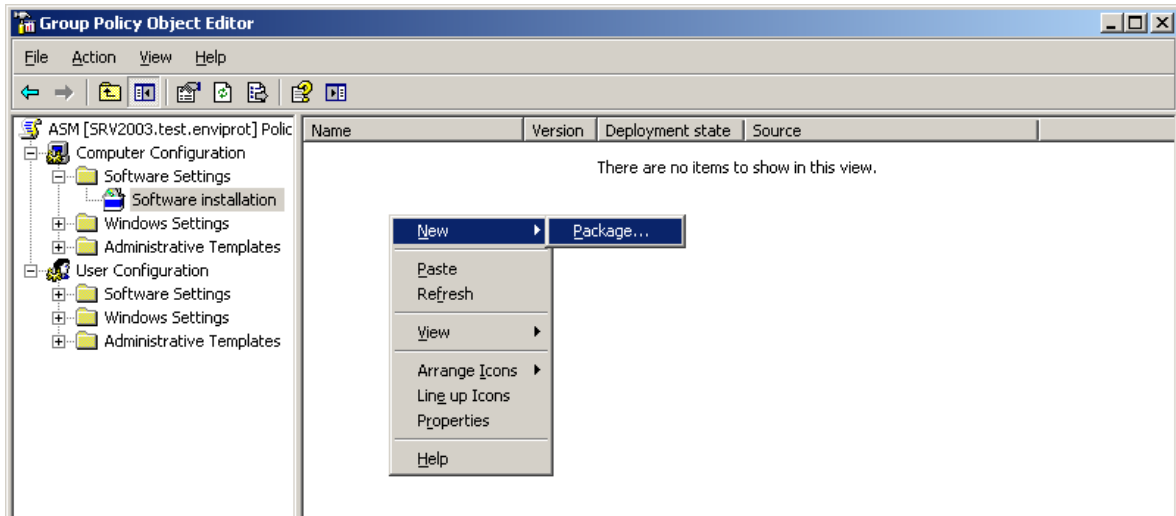 Group Policy Object Editor
File Action View Help
ASM [SRV2003.test.enviprot] Polic
Computer Configuration
Software Settings
Software installation
Windows Settings
Administrative Templates
User Configuration
Software Settings
Windows Settings
Administrative Templates
Name Version Deployment state Source
There are no items to show in this view.
New
Package...
Paste
Refresh
View
Arrange Icons
Line up Icons
Properties
Help